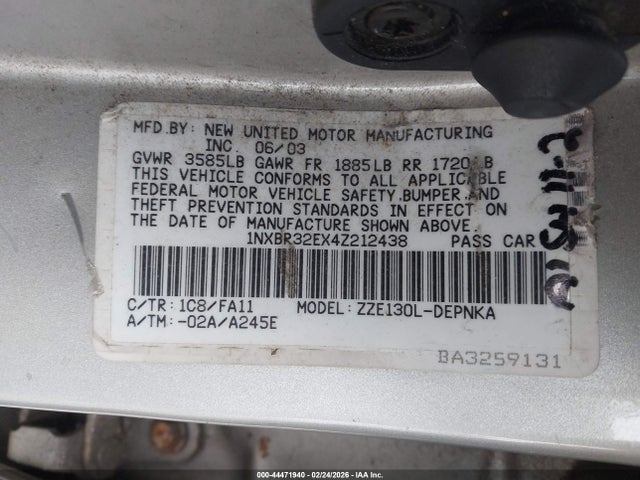 MFD.BY: NEW UNITED MOTOR MANUFACTURING
INC. 06/03
GVWR 3585LB GAWR FR 1885LB RR 1720LB
THIS VEHICLE CONFORMS TO ALL APPLICABLE
FEDERAL MOTOR VEHICLE SAFETY.BUMPER.AND
THEFT PREVENTION STANDARDS IN EFFECT ON
THE DATE OF MANUFACTURE SHOWN ABOVE.
1NXBR32EX4Z212438 PASS CAR
C/TR: 1C8/FA11 MODEL: ZZE130L-DEPNKA
A/TM: -02A/A245E
BA3259131
000-44471940 - 02/24/2026 - IAA Inc.